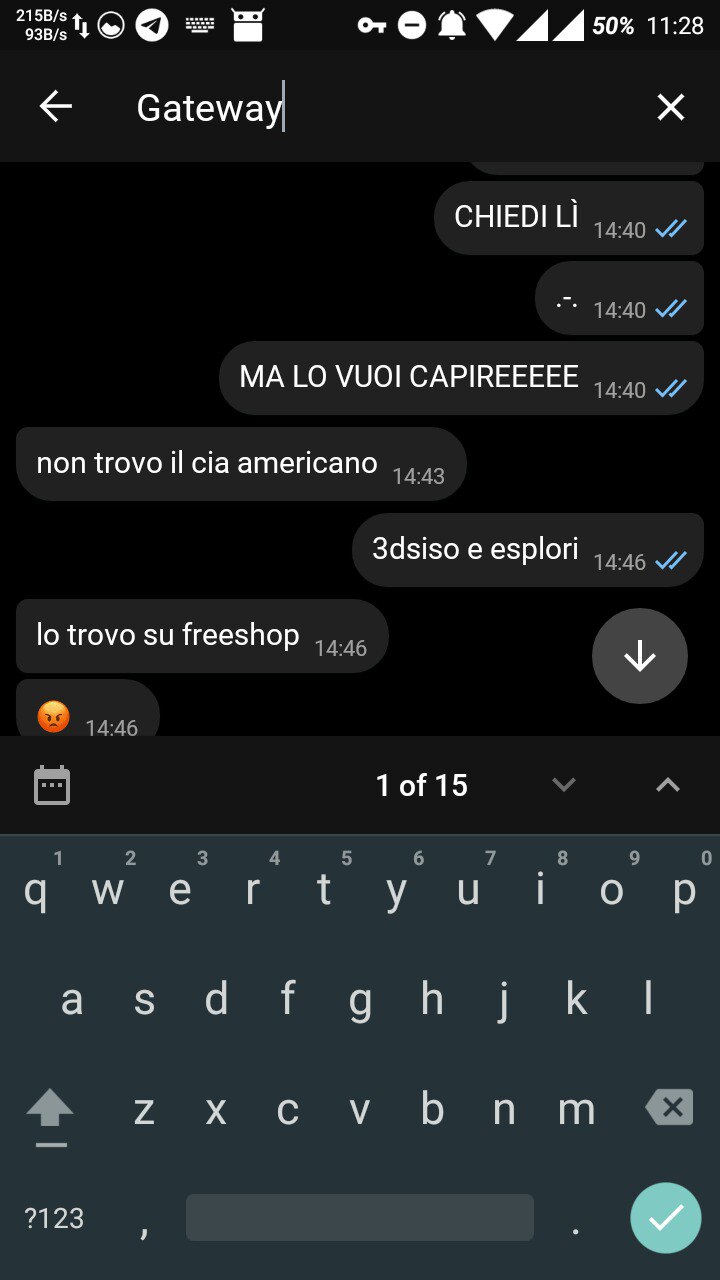 215B/s
93B/s
50% 11:28
Gateway
CHIEDI LÌ 14:40
.-. 14:40
MA LO VUOI CAPIREEEEE 14:40
non trovo il cia americano 14:43
3dsiso e esplori 14:46
lo trovo su freeshop 14:46
😡 14:46
1 of 15
1 2 3 4 5 6 7 8 9 0
q w e r t y u i o p
a s d f g h j k l
z x c v b n m
?123 , .